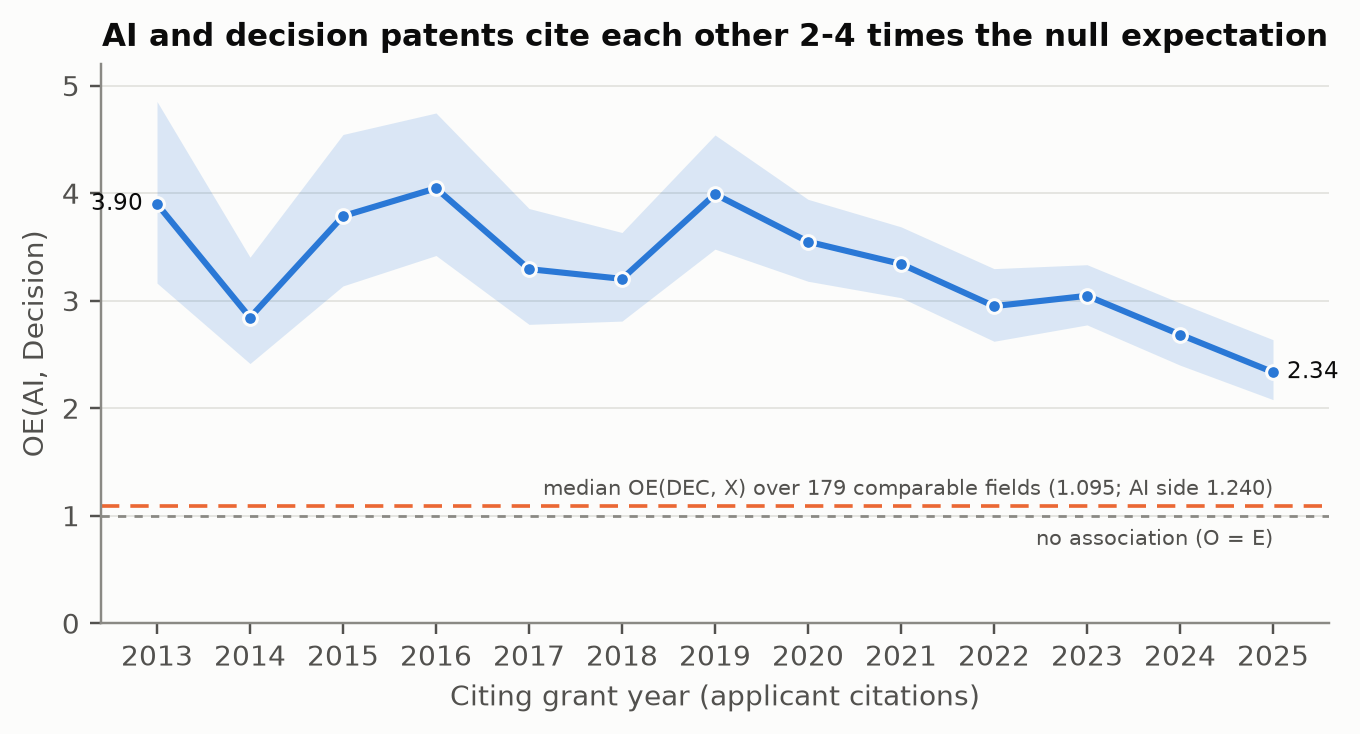 AI and decision patents cite each other 2-4 times the null expectation
5
4
3.90
3
2.34
2
median OE(DEC, X) over 179 comparable fields (1.095; AI side 1.240)
1
no association (O = E)
0
OE(AI, Decision)
2013 2014 2015 2016 2017 2018 2019 2020 2021 2022 2023 2024 2025
Citing grant year (applicant citations)